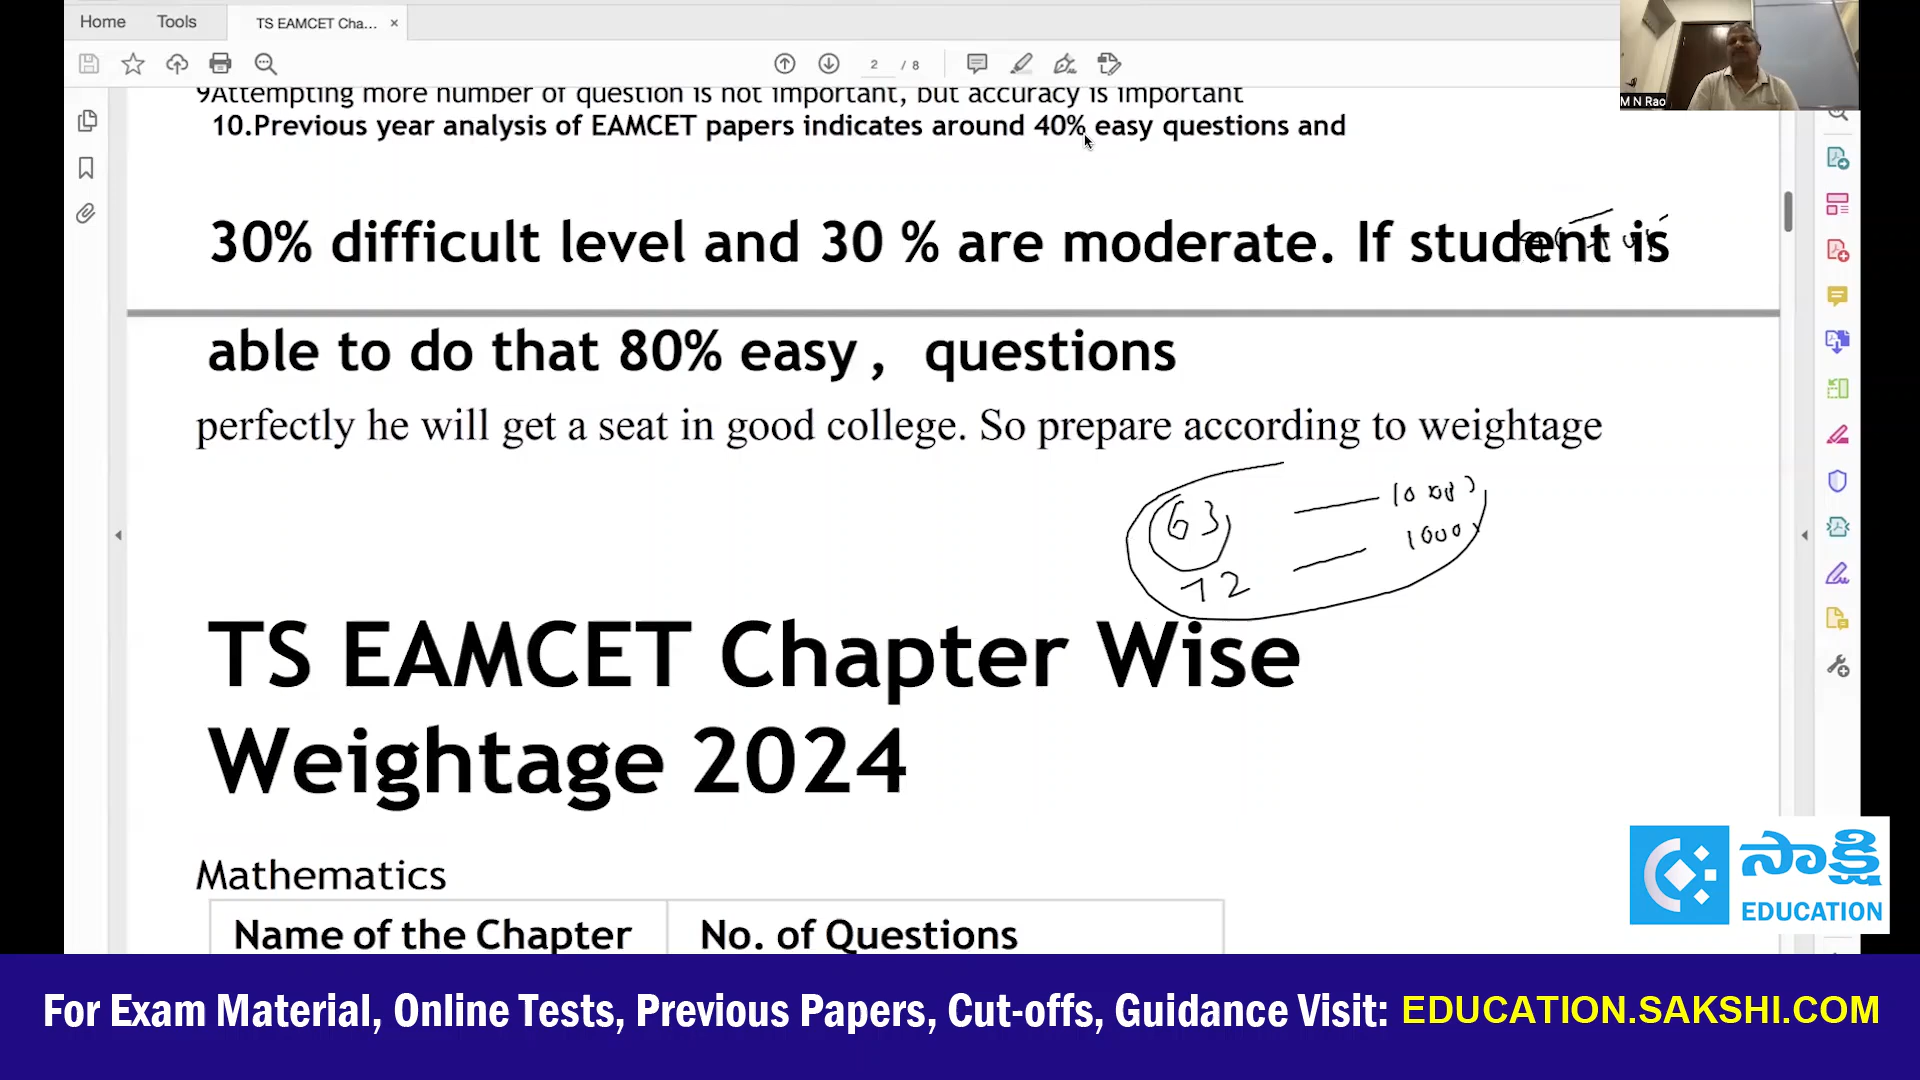 Home Tools TS EAMCET Cha... ×
2 / 8
M N Rao
9Attempting more number of question is not important, but accuracy is important
10.Previous year analysis of EAMCET papers indicates around 40% easy questions and
30% difficult level and 30 % are moderate. If student is
able to do that 80% easy , questions
perfectly he will get a seat in good college. So prepare according to weightage
63
72
TS EAMCET Chapter Wise
Weightage 2024
Mathematics
Name of the Chapter No. of Questions
సాక్షి
EDUCATION
For Exam Material, Online Tests, Previous Papers, Cut-offs, Guidance Visit: EDUCATION.SAKSHI.COM